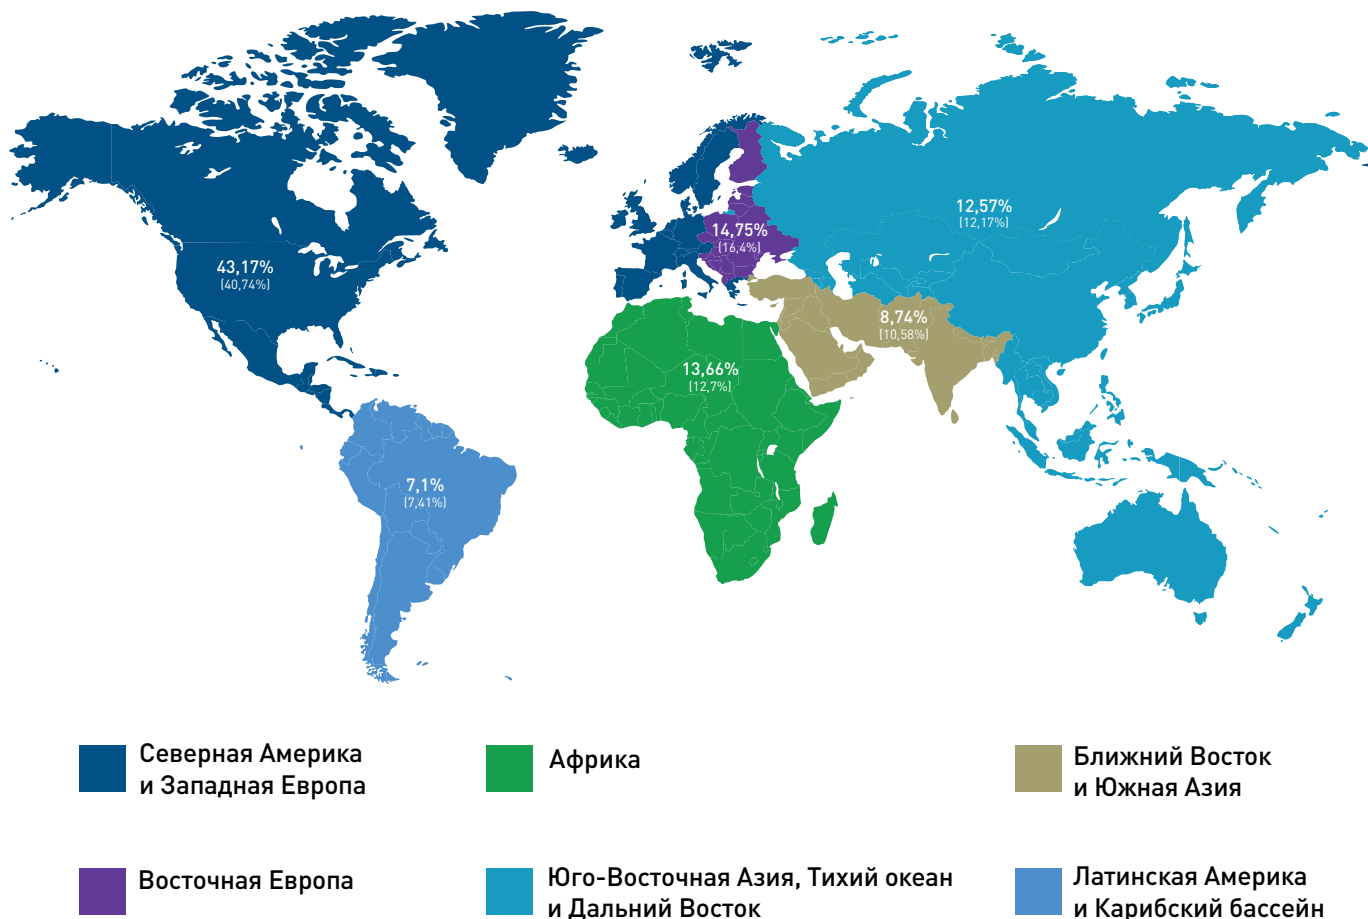 12,57%
(12,17%)
14,75%
(16,4%)
43,17%
(40,74%)
8,74%
(10,58%)
13,66%
(12,7%)
7,1%
(7,41%)
Северная Америка
и Западная Европа
Африка
Ближний Восток
и Южная Азия
Восточная Европа
Юго-Восточная Азия, Тихий океан
и Дальний Восток
Латинская Америка
и Карибский бассейн